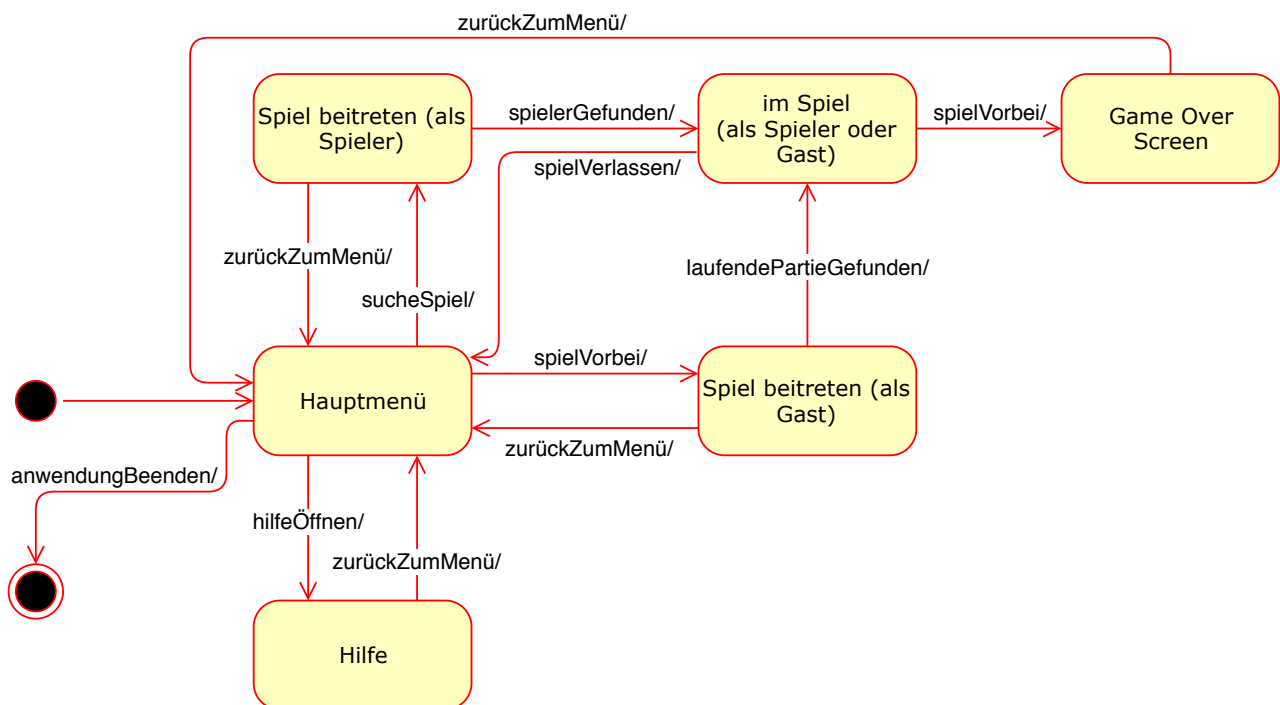 zurückZumMenü/
Spiel beitreten (als
Spieler)
spielerGefunden/
im Spiel
(als Spieler oder
Gast)
spielVorbei/
Game Over
Screen
spielVerlassen/
zurückZumMenü/
sucheSpiel/
laufendePartieGefunden/
Hauptmenü
spielVorbei/
Spiel beitreten (als
Gast)
zurückZumMenü/
anwendungBeenden/
hilfeÖffnen/
zurückZumMenü/
Hilfe